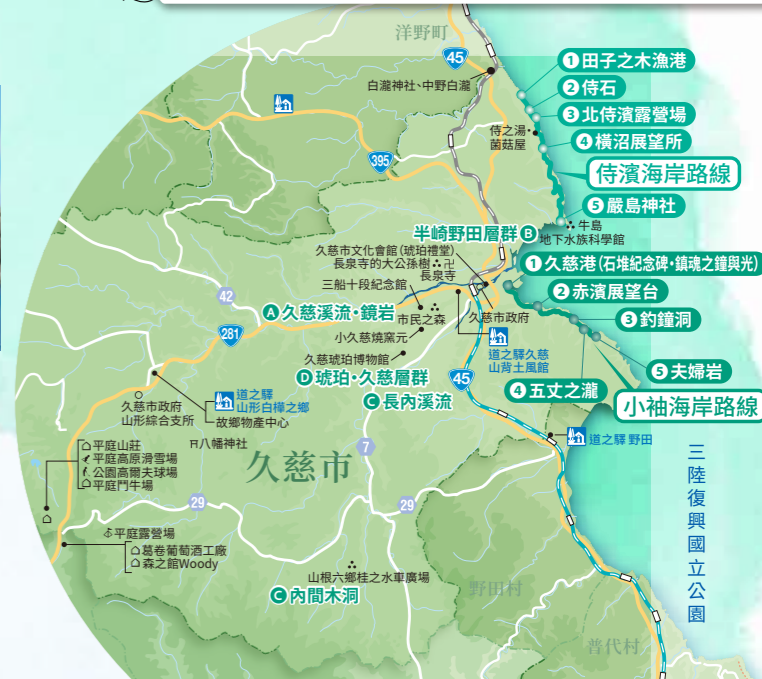 洋野町
45
白瀧神社、中野白瀧
❶田子之木漁港
❷侍石
❸北侍濱露營場
❹橫沼展望所
侍濱海岸路線
❺嚴島神社
侍之湯・
菌菇屋
395
牛島
地下水族科學館
半崎野田層群 B
久慈市文化會館(琥珀禮堂)
長泉寺的大公孫樹
長泉寺
三船十段紀念館
❶久慈港(石堆紀念碑・鎮魂之鐘與光)
❷赤濱展望台
❸釣鐘洞
❹五丈之瀧
❺夫婦岩
小袖海岸路線
42
281
A 久慈溪流・鏡岩
市民之森
久慈市政府
小久慈燒窯元
道之驛久慈
山背土風館
久慈琥珀博物館
D 琥珀・久慈層群
C 長內溪流
45
道之驛
山形白樺之鄉
故鄉物產中心
久慈市政府
山形綜合支所
八幡神社
道之驛 野田
平庭山莊
平庭高原滑雪場
公園高爾夫球場
平庭鬥牛場
久慈市
7
29
29
平庭露營場
葛卷葡萄酒工廠
森之館Woody
山根六鄉桂之水車廣場
C 內間木洞
野田村
普代村
三陸復興國立公園